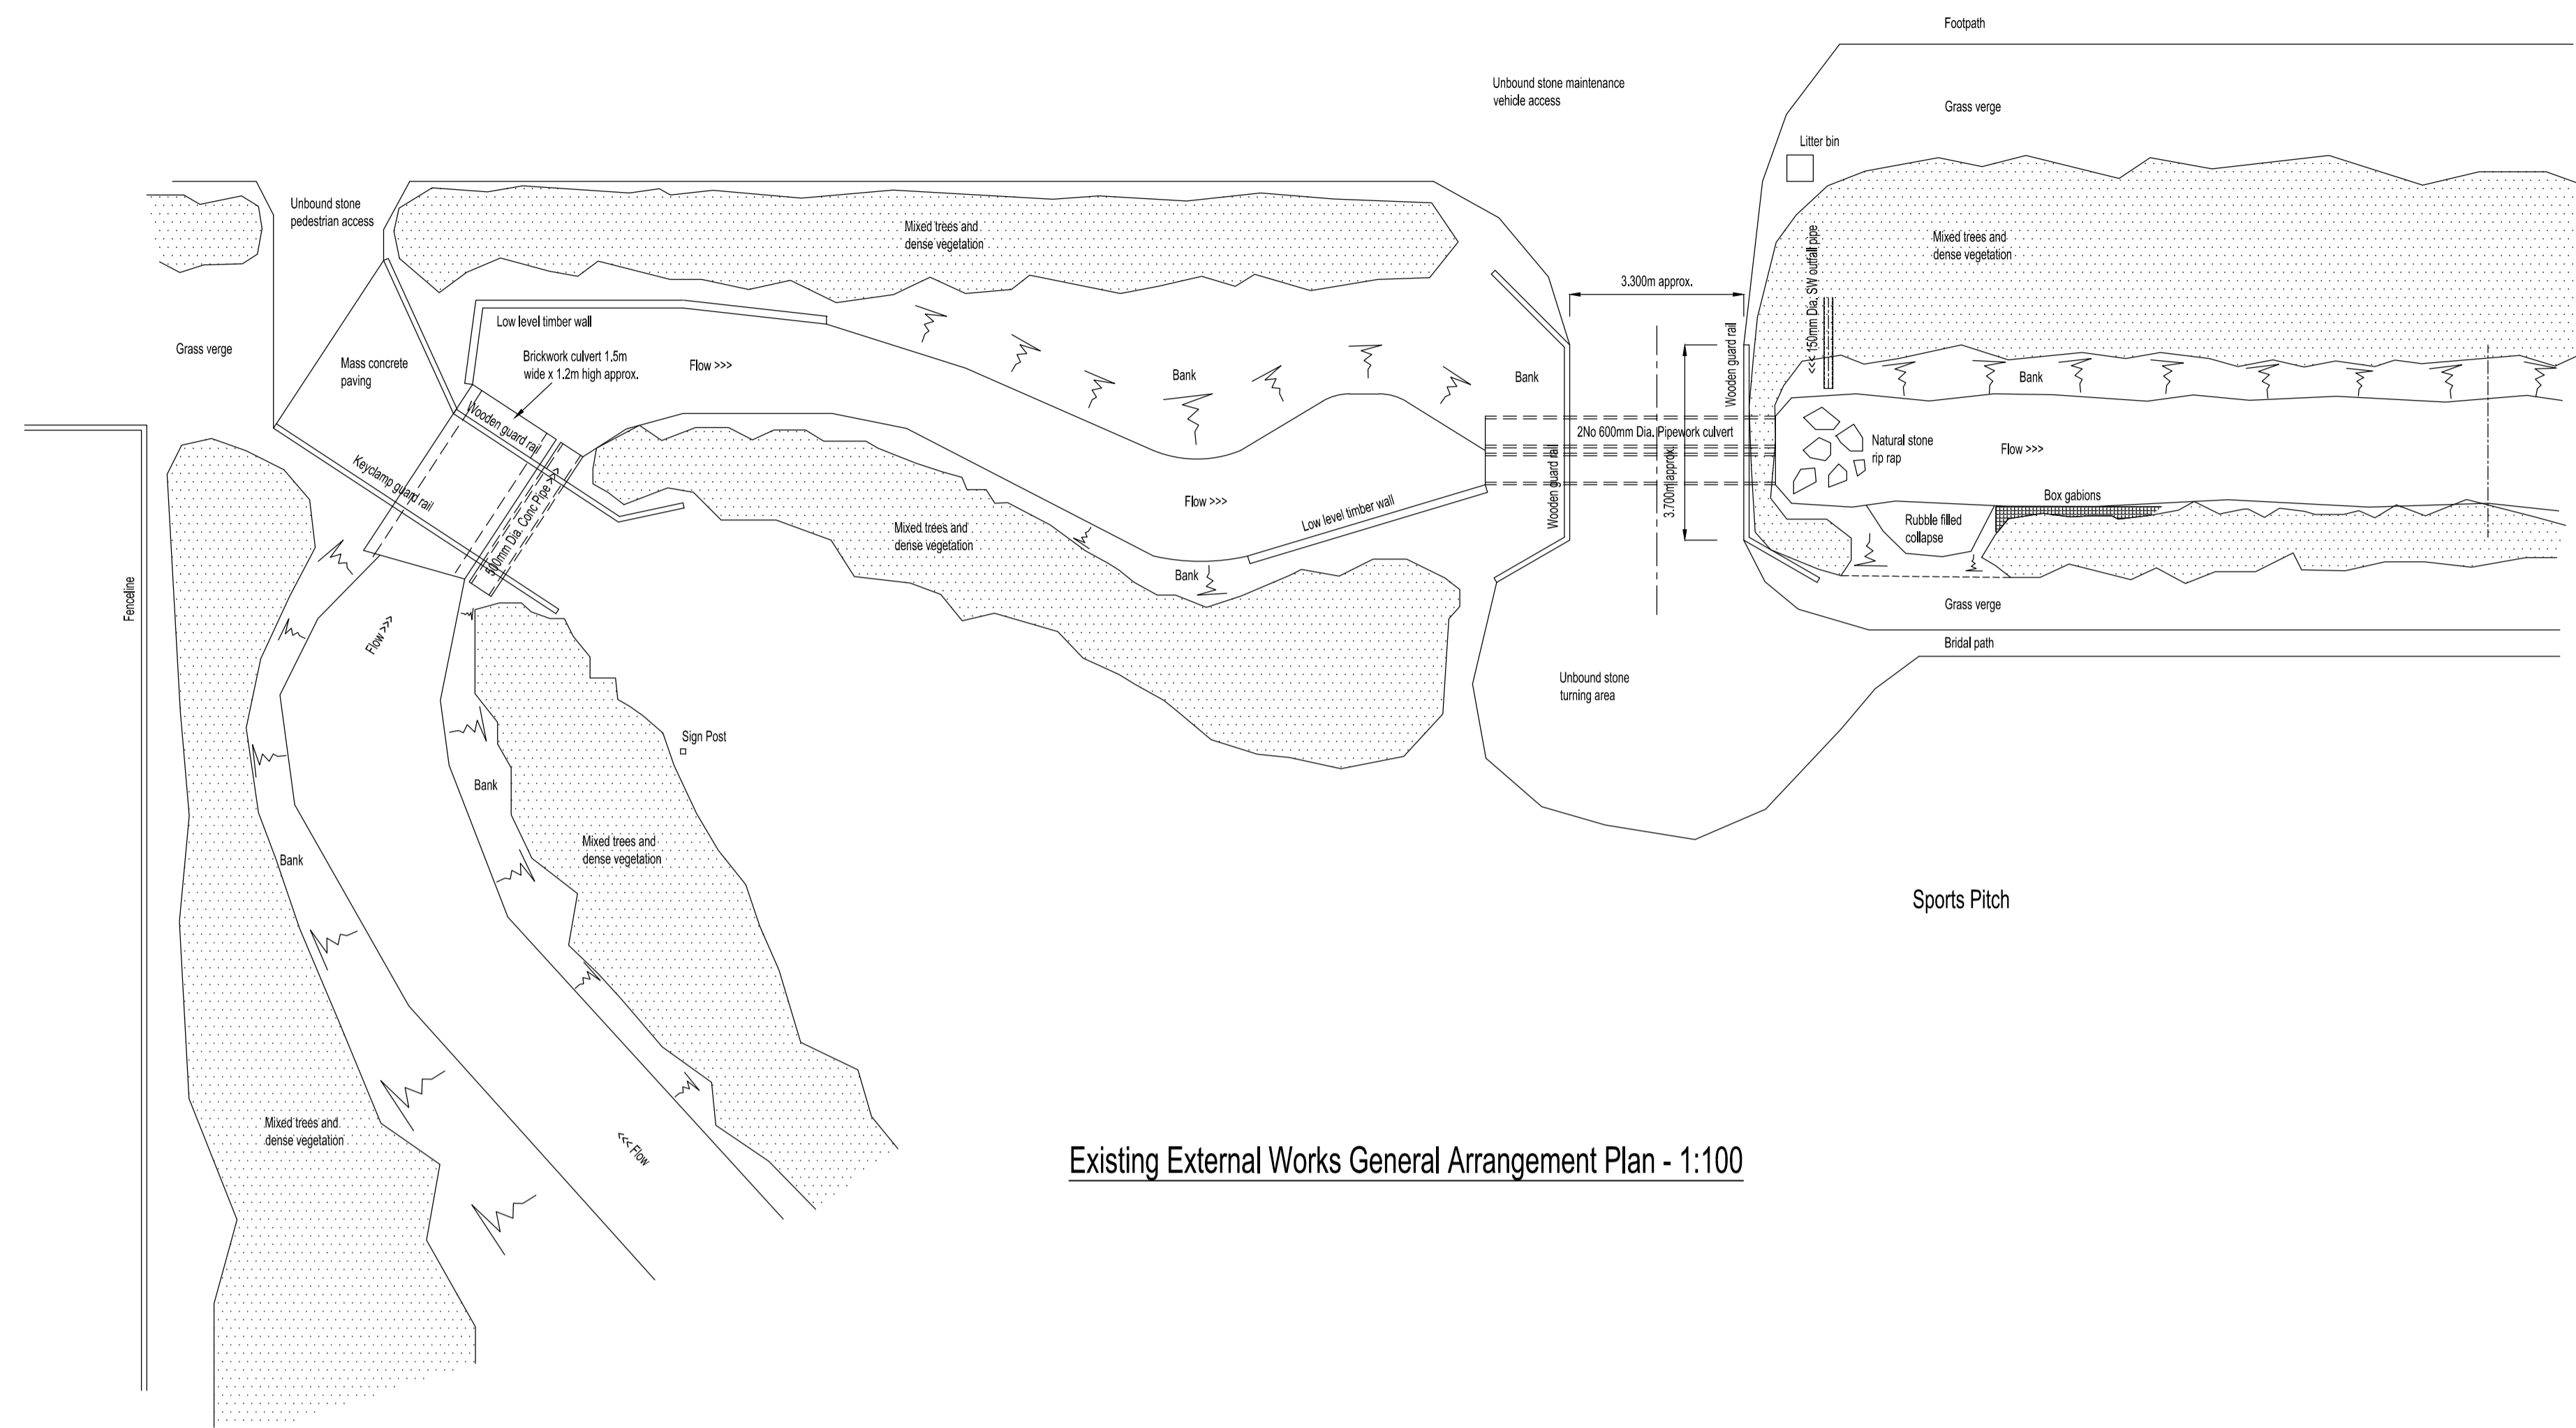 Footpath
Unbound stone maintenance
vehicle access
Grass verge
Litter bin
Unbound stone
pedestrian access
Mixed trees and
dense vegetation
<< 150mm Dia. SW outfall pipe
Mixed trees and
dense vegetation
3.300m approx.
Low level timber wall
Grass verge
Mass concrete
paving
Brickwork culvert 1.5m
wide x 1.2m high approx.
Flow >>>
Bank
Bank
Wooden guard rail
Bank
Wooden guard rail
2No 600mm Dia. Pipework culvert
Natural stone
rip rap
Flow >>>
Keyclamp guard rail
300mm Dia. Conc Pipe >>
Flow >>>
Low level timber wall
Wooden guard rail
3.700m approx.
Box gabions
Rubble filled
collapse
Mixed trees and
dense vegetation
Bank
Fenceline
Grass verge
Flow >>>
Bridal path
Unbound stone
turning area
Sign Post
Bank
Mixed trees and
dense vegetation
Bank
Sports Pitch
Mixed trees and
dense vegetation
<<< Flow
Existing External Works General Arrangement Plan - 1:100